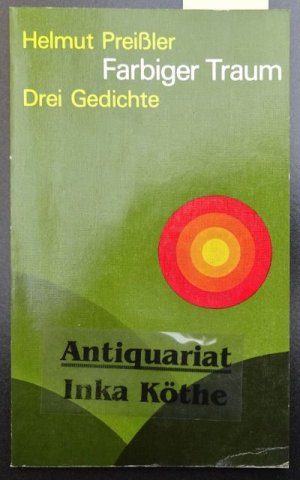 Helmut Preißler
Farbiger Traum
Drei Gedichte
Antiquariat
Inka Köthe